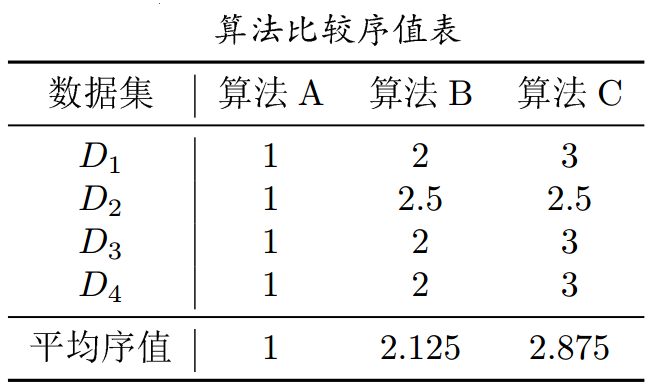 算法比较序值表
数据集 算法 A 算法 B 算法 C
D1 1 2 3
D2 1 2.5 2.5
D3 1 2 3
D4 1 2 3
平均序值 1 2.125 2.875